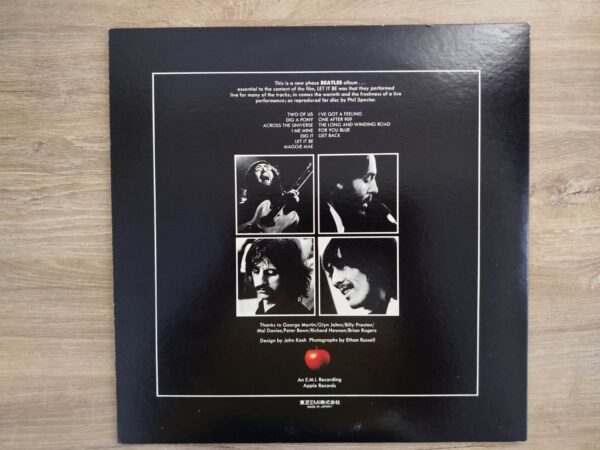 This is a new phase BEATLES album . . .
essential to the content of the film, LET IT BE was that they performed
live for many of the tracks; in comes the warmth and the freshness of a live
performance; as reproduced for disc by Phil Spector.
TWO OF US I'VE GOT A FEELING
DIG A PONY ONE AFTER 909
ACROSS THE UNIVERSE THE LONG AND WINDING ROAD
I ME MINE FOR YOU BLUE
DIG IT GET BACK
LET IT BE
MAGGIE MAE
Thanks to George Martin/Glyn Johns/Billy Preston/
Mal Davies/Peter Bown/Richard Hewson/Brian Rogers
Design by John Kosh Photographs by Ethan Russell
An E.M.I. Recording
Apple Records
東芝EMI株式会社
MADE IN JAPAN